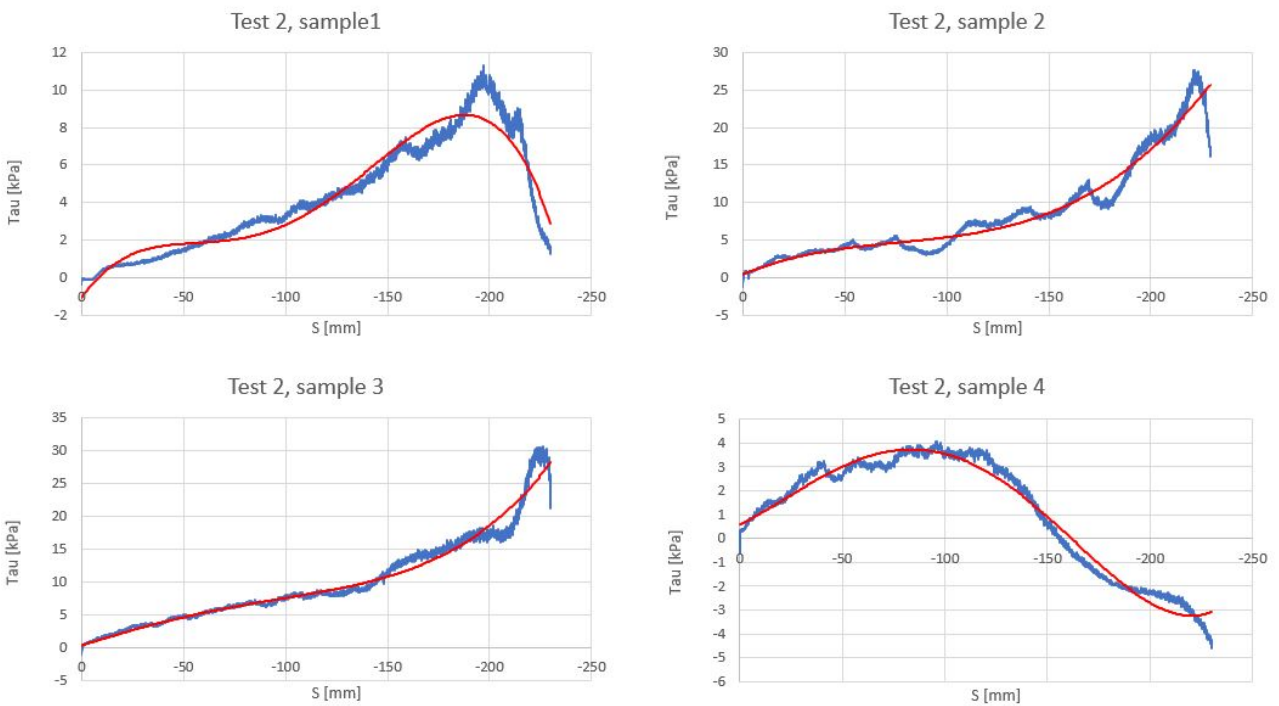 Test 2, sample1
12
10
8
6
4
2
0
-2
Tau [kPa]
0 -50 -100 -150 -200 -250
S [mm]
Test 2, sample 2
30
25
20
15
10
5
0
-5
Tau [kPa]
0 -50 -100 -150 -200 -250
S [mm]
Test 2, sample 3
35
30
25
20
15
10
5
0
-5
Tau [kPa]
0 -50 -100 -150 -200 -250
S [mm]
Test 2, sample 4
5
4
3
2
1
0
-1
-2
-3
-4
-5
-6
Tau [kPa]
0 -50 -100 -150 -200 -250
S [mm]